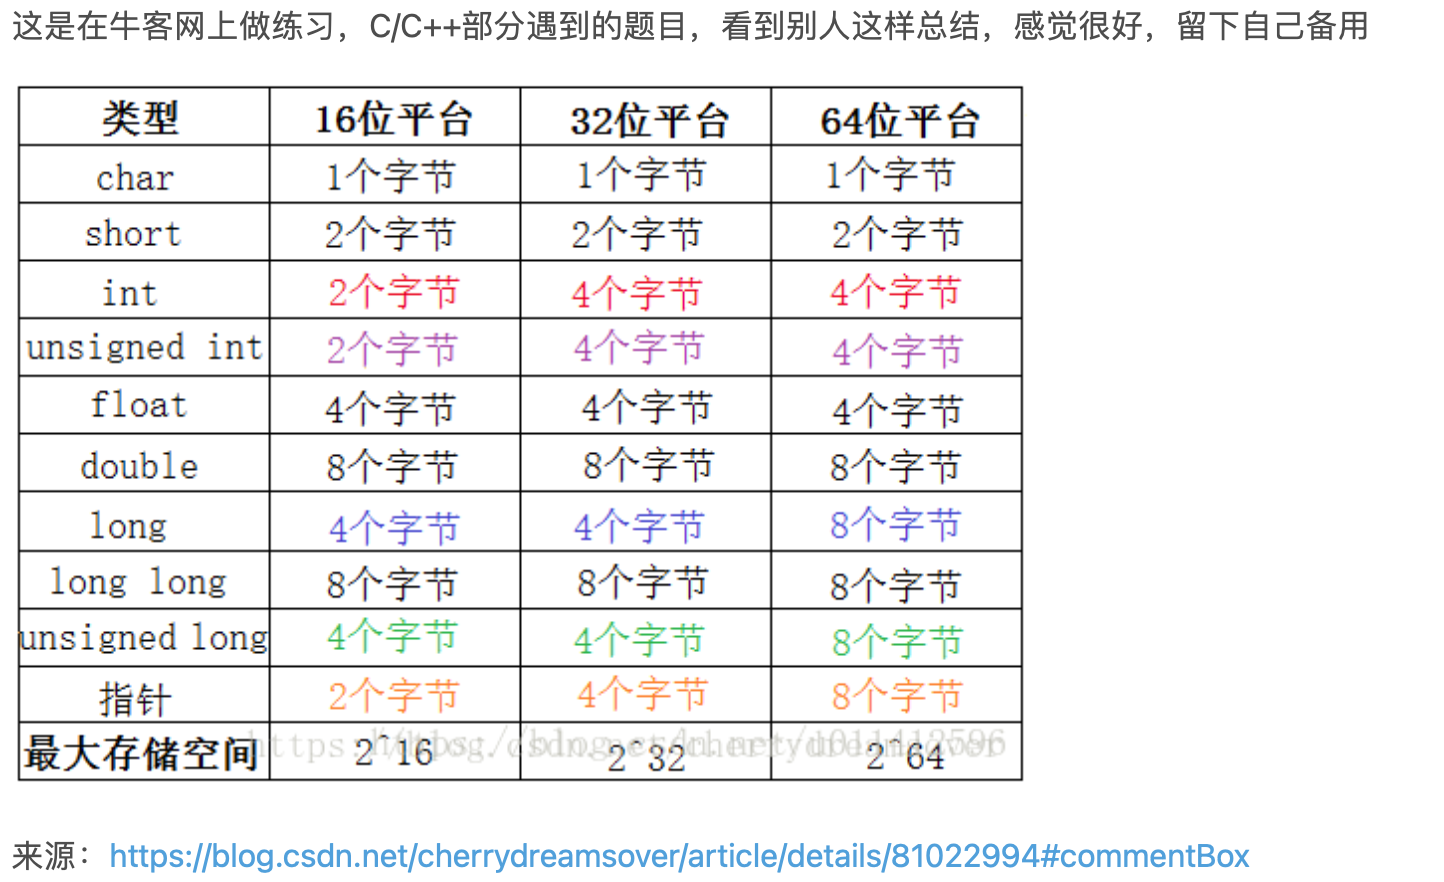 这是在牛客网上做练习，C/C++部分遇到的题目，看到别人这样总结，感觉很好，留下自己备用
类型 16位平台 32位平台 64位平台
char 1个字节 1个字节 1个字节
short 2个字节 2个字节 2个字节
int 2个字节 4个字节 4个字节
unsigned int 2个字节 4个字节 4个字节
float 4个字节 4个字节 4个字节
double 8个字节 8个字节 8个字节
long 4个字节 4个字节 8个字节
long long 8个字节 8个字节 8个字节
unsigned long 4个字节 4个字节 8个字节
指针 2个字节 4个字节 8个字节
最大存储空间 2^16 2^32 2^64
来源：https://blog.csdn.net/cherrydreamsover/article/details/81022994#commentBox